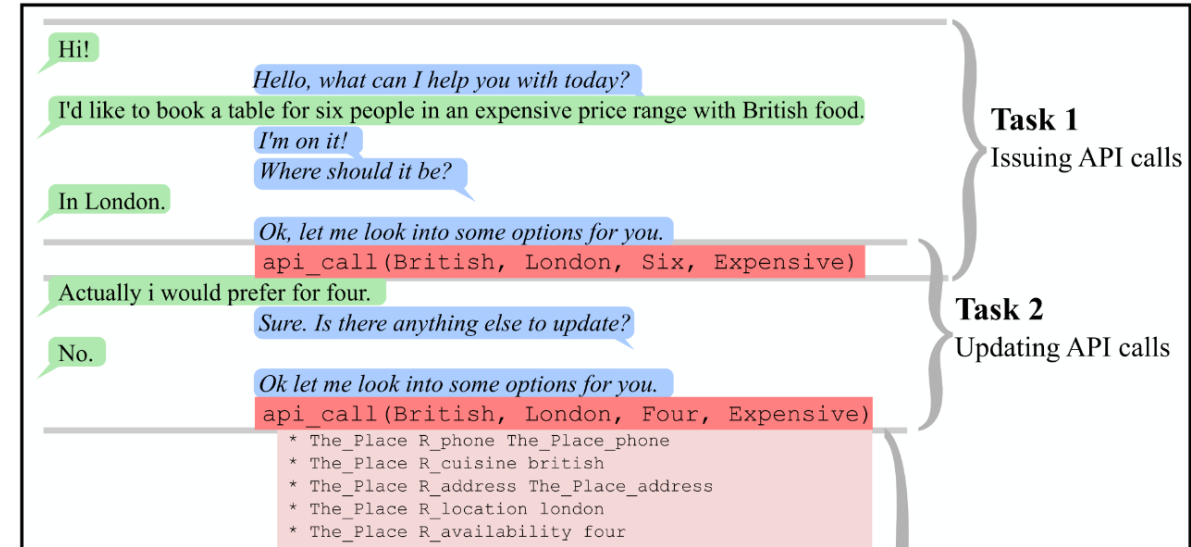 Hi!
Hello, what can I help you with today?
I'd like to book a table for six people in an expensive price range with British food.
I'm on it!
Where should it be?
In London.
Ok, let me look into some options for you.
api_call(British, London, Six, Expensive)
Task 1
Issuing API calls
Actually i would prefer for four.
Sure. Is there anything else to update?
No.
Ok let me look into some options for you.
api_call(British, London, Four, Expensive)
Task 2
Updating API calls
* The_Place R_phone The_Place_phone
* The_Place R_cuisine british
* The_Place R_address The_Place_address
* The_Place R_location london
* The_Place R_availability four